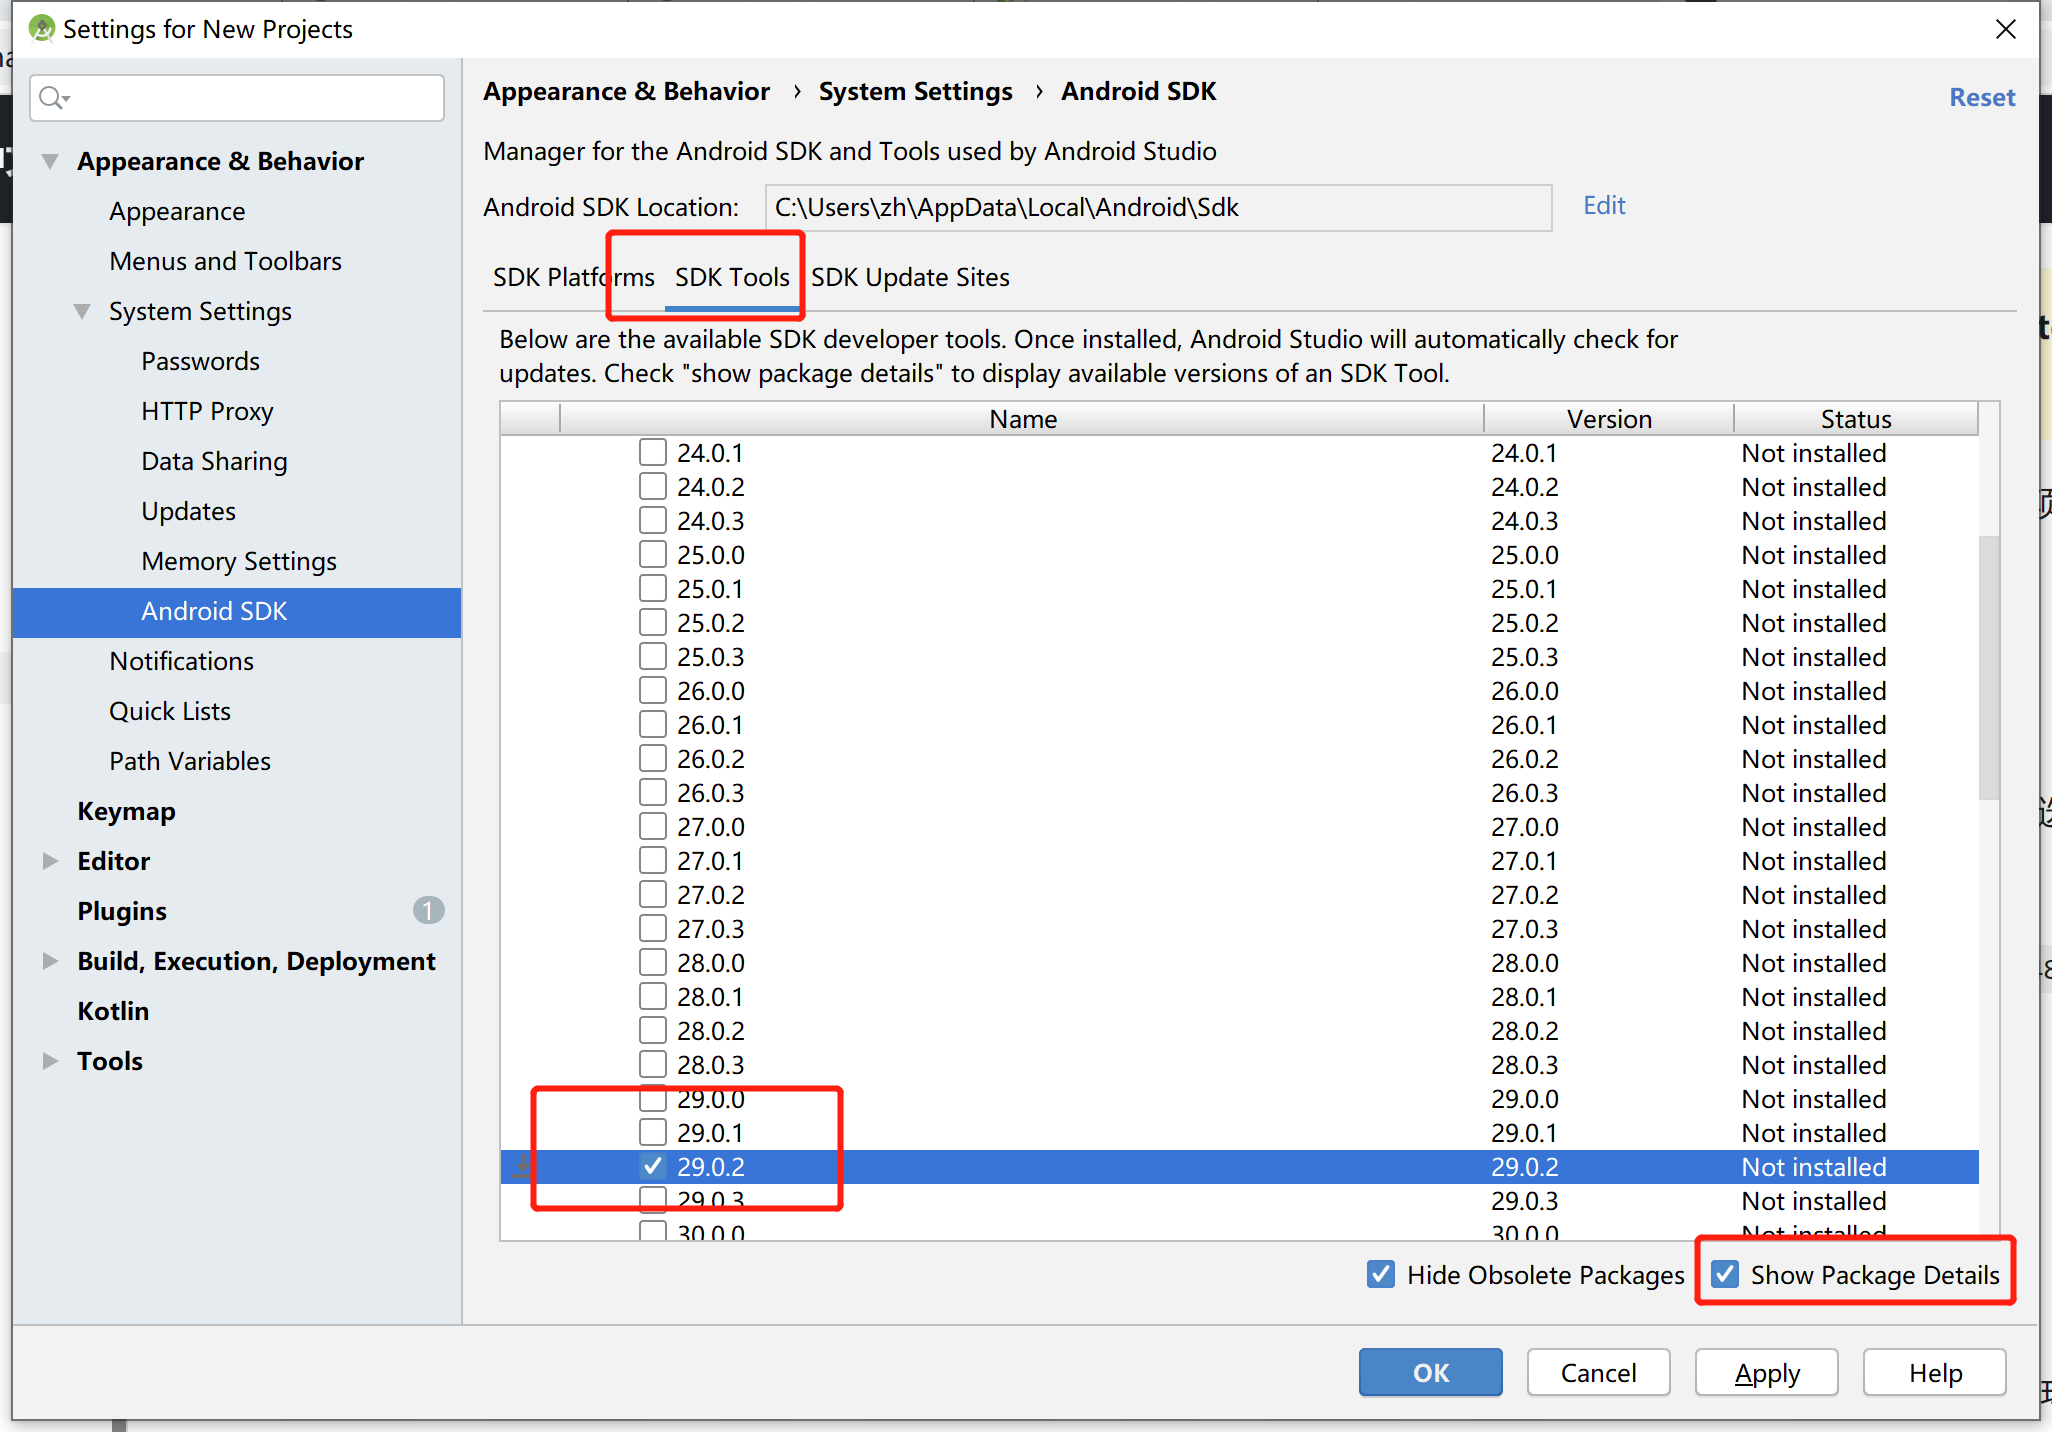 Settings for New Projects
Appearance & Behavior
Appearance
Menus and Toolbars
System Settings
Passwords
HTTP Proxy
Data Sharing
Updates
Memory Settings
Android SDK
Notifications
Quick Lists
Path Variables
Keymap
Editor
Plugins 1
Build, Execution, Deployment
Kotlin
Tools
Appearance & Behavior › System Settings › Android SDK
Reset
Manager for the Android SDK and Tools used by Android Studio
Android SDK Location: C:\Users\zh\AppData\Local\Android\Sdk Edit
SDK Platforms SDK Tools SDK Update Sites
Below are the available SDK developer tools. Once installed, Android Studio will automatically check for
updates. Check "show package details" to display available versions of an SDK Tool.
Name Version Status
24.0.1 24.0.1 Not installed
24.0.2 24.0.2 Not installed
24.0.3 24.0.3 Not installed
25.0.0 25.0.0 Not installed
25.0.1 25.0.1 Not installed
25.0.2 25.0.2 Not installed
25.0.3 25.0.3 Not installed
26.0.0 26.0.0 Not installed
26.0.1 26.0.1 Not installed
26.0.2 26.0.2 Not installed
26.0.3 26.0.3 Not installed
27.0.0 27.0.0 Not installed
27.0.1 27.0.1 Not installed
27.0.2 27.0.2 Not installed
27.0.3 27.0.3 Not installed
28.0.0 28.0.0 Not installed
28.0.1 28.0.1 Not installed
28.0.2 28.0.2 Not installed
28.0.3 28.0.3 Not installed
29.0.0 29.0.0 Not installed
29.0.1 29.0.1 Not installed
29.0.2 29.0.2 Not installed
29.0.3 29.0.3 Not installed
30.0.0 30.0.0 Not installed
Hide Obsolete Packages Show Package Details
OK Cancel Apply Help